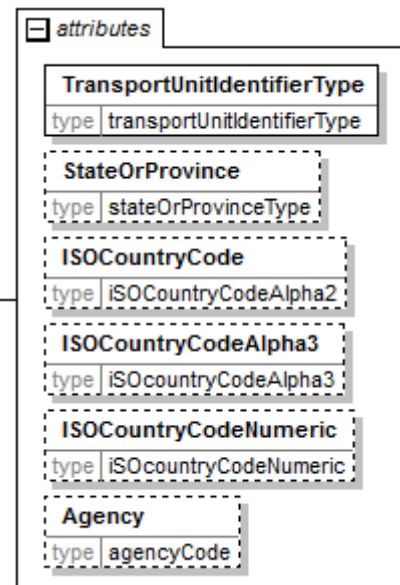 attributes
TransportUnitIdentifierType
type transportUnitIdentifierType
StateOrProvince
type stateOrProvinceType
ISOCountryCode
type iSOCountryCodeAlpha2
ISOCountryCodeAlpha3
type iSOcountryCodeAlpha3
ISOCountryCodeNumeric
type iSOcountryCodeNumeric
Agency
type agencyCode